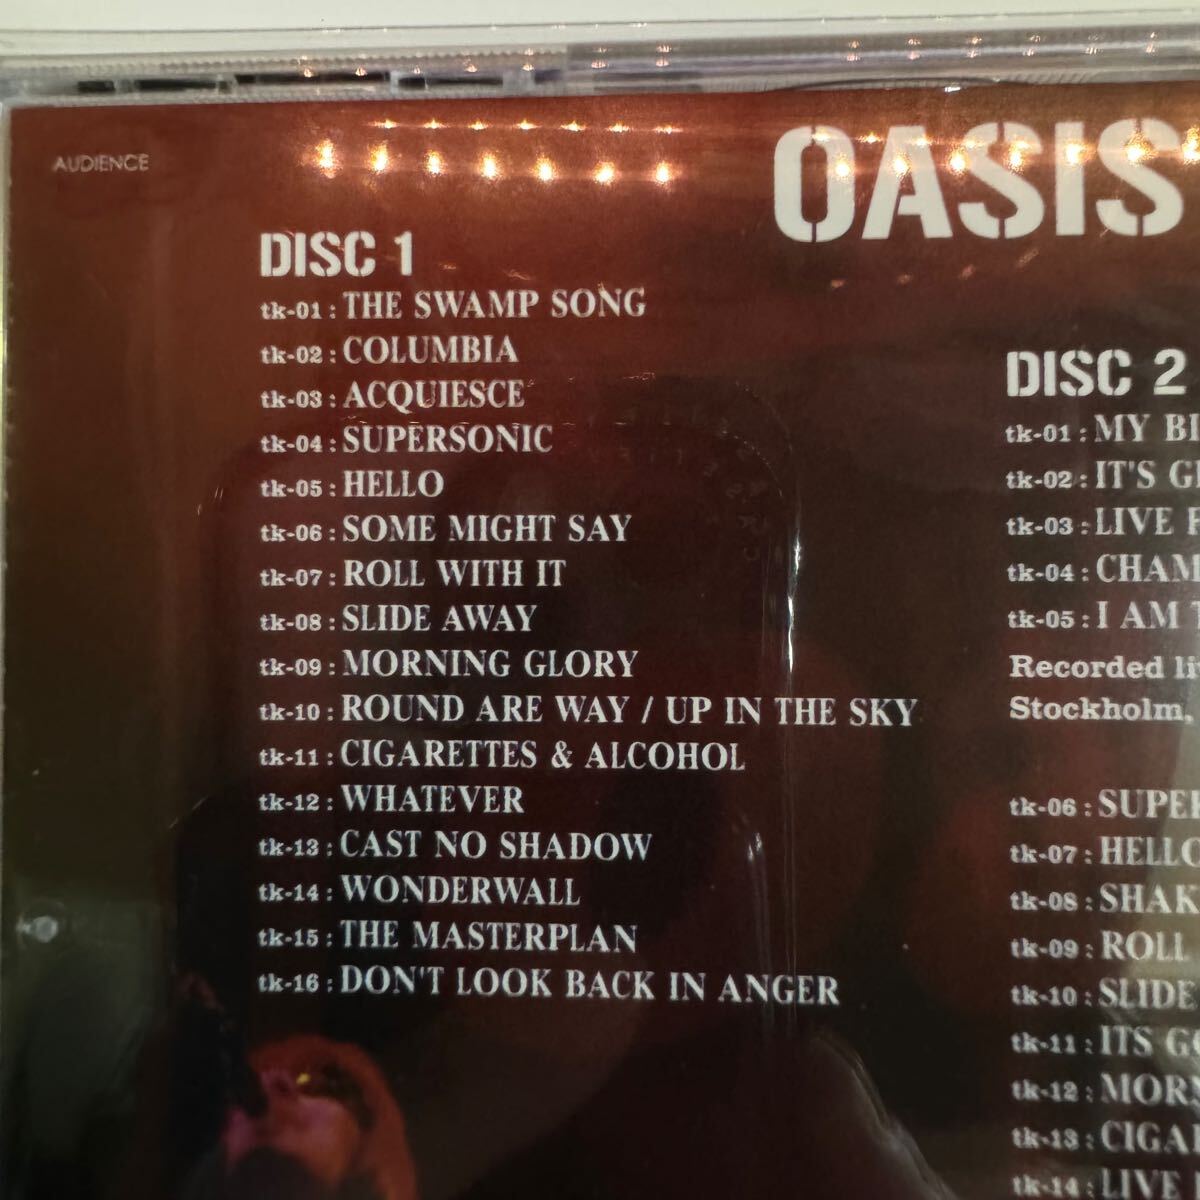 AUDIENCE
OASIS
DISC 1
tk-01 : THE SWAMP SONG
tk-02 : COLUMBIA
tk-03 : ACQUIESCE
tk-04 : SUPERSONIC
tk-05 : HELLO
tk-06 : SOME MIGHT SAY
tk-07 : ROLL WITH IT
tk-08 : SLIDE AWAY
tk-09 : MORNING GLORY
tk-10 : ROUND ARE WAY / UP IN THE SKY
tk-11 : CIGARETTES & ALCOHOL
tk-12 : WHATEVER
tk-13 : CAST NO SHADOW
tk-14 : WONDERWALL
tk-15 : THE MASTERPLAN
tk-16 : DON'T LOOK BACK IN ANGER
DISC 2
tk-01 : MY
tk-02 : IT'S
tk-03 : LIVE
tk-04 :
tk-05 : I AM
Recorded
Stockholm,
tk-06 :
tk-07 :
tk-08 :
tk-09 : ROLL
tk-10 : SLIDE
tk-11 : ITS
tk-12 :
tk-13 :
tk-14 : LIVE